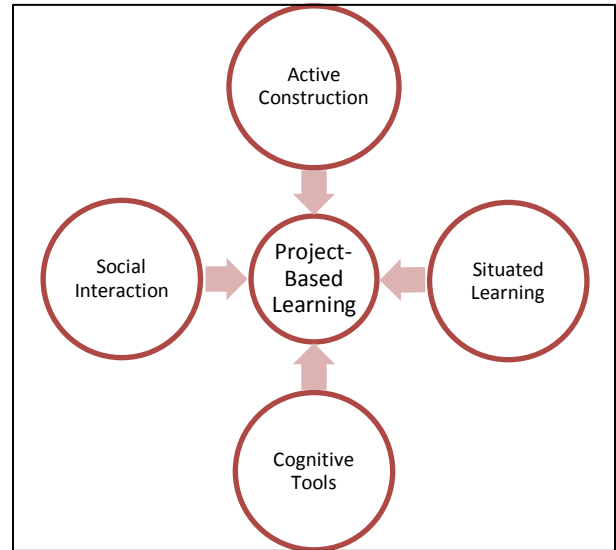 Active
Construction
Social
Interaction
Project-
Based
Learning
Situated
Learning
Cognitive
Tools